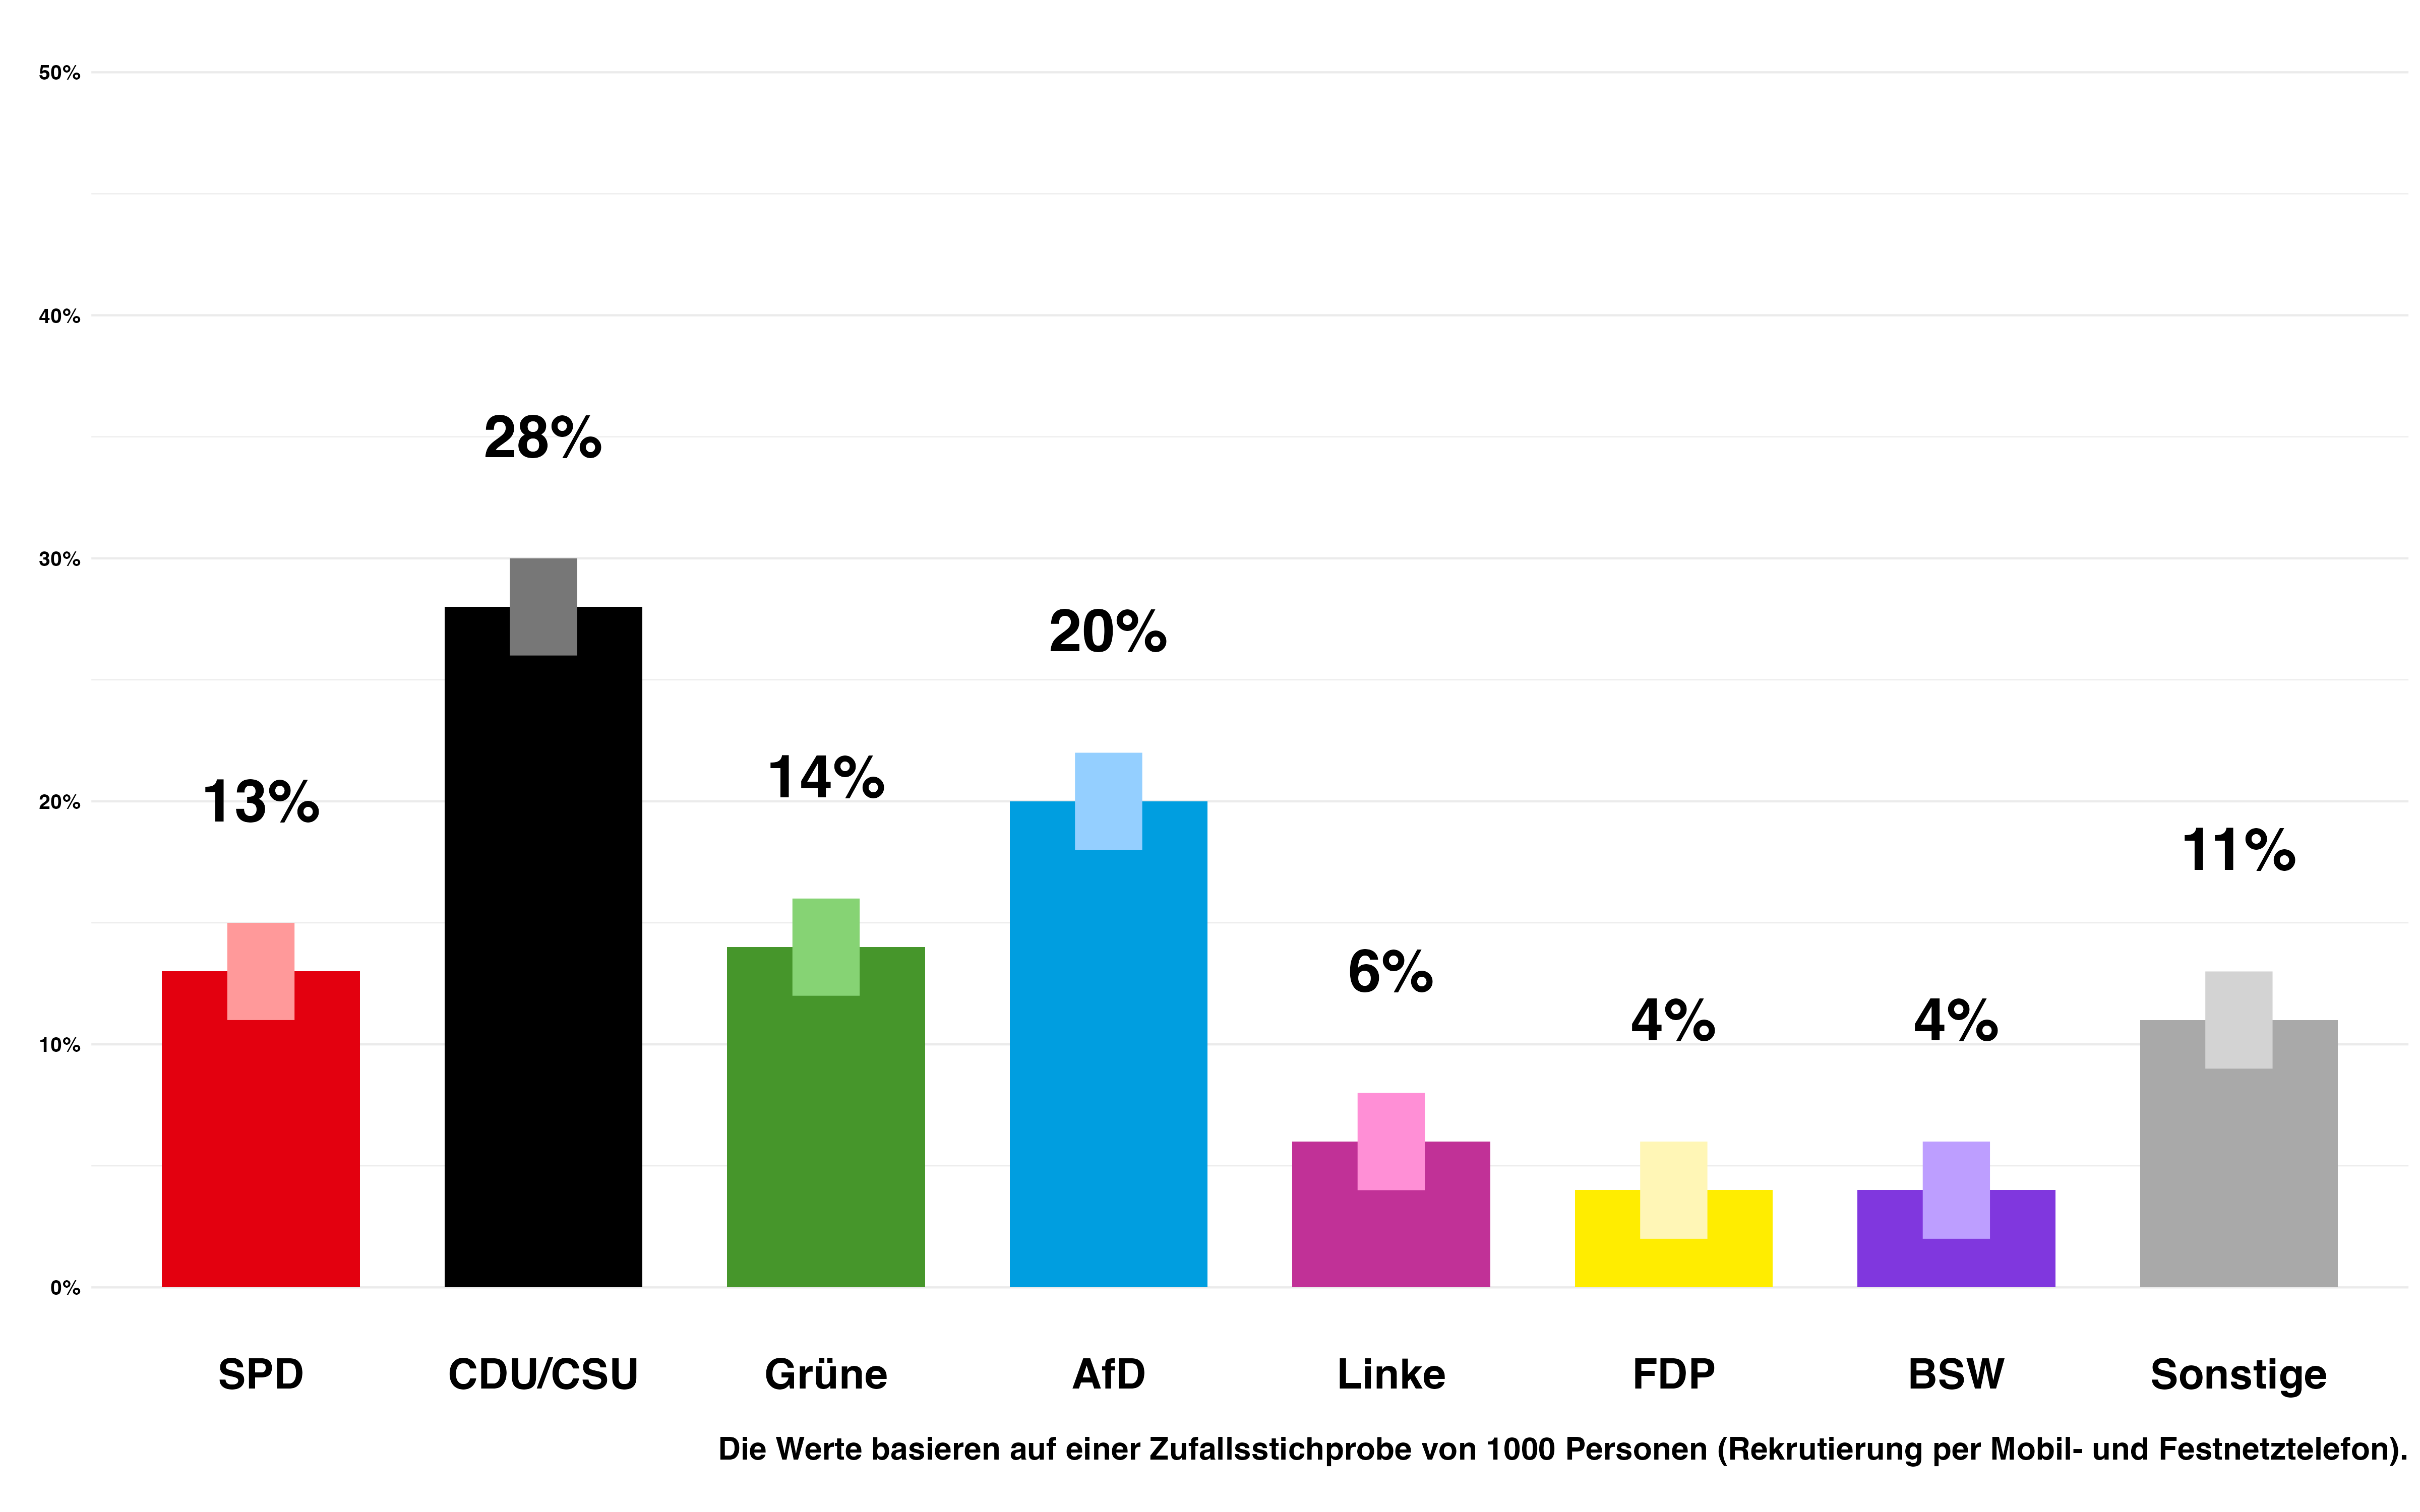 50%
40%
30%
20%
10%
0%
13%
28%
14%
20%
6%
4%
4%
11%
SPD
CDU/CSU
Grüne
AfD
Linke
FDP
BSW
Sonstige
Die Werte basieren auf einer Zufallsstichprobe von 1000 Personen (Rekrutierung per Mobil- und Festnetztelefon).